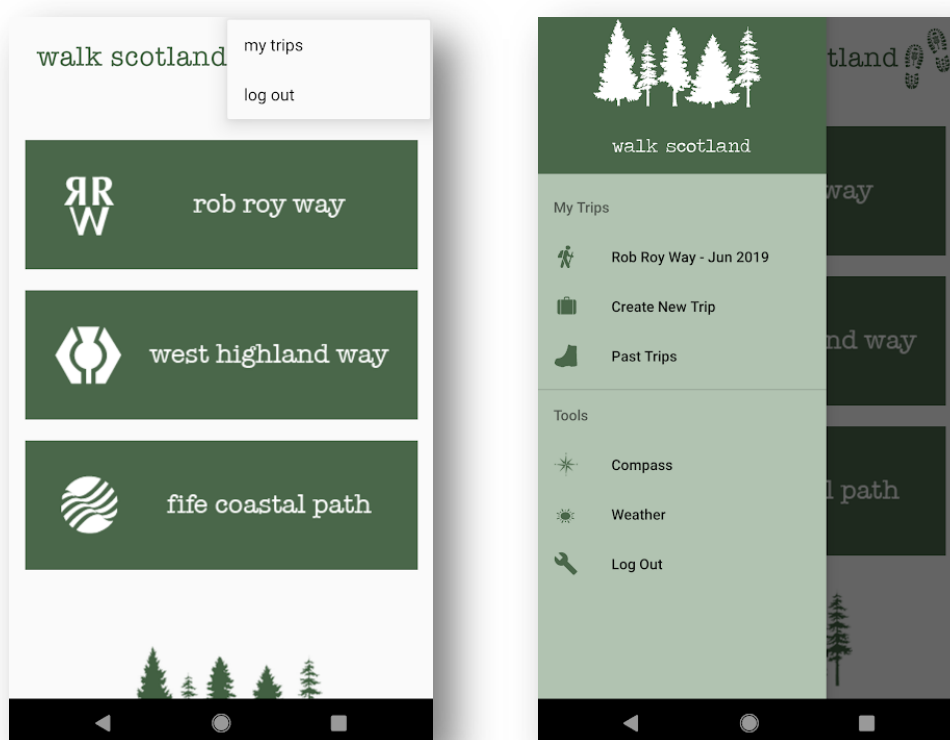 walk scotland
my trips
log out
ЯR
W
rob roy way
west highland way
fife coastal path
walk scotland
tland
My Trips
Rob Roy Way - Jun 2019
way
Create New Trip
nd way
Past Trips
Tools
Compass
l path
Weather
Log Out